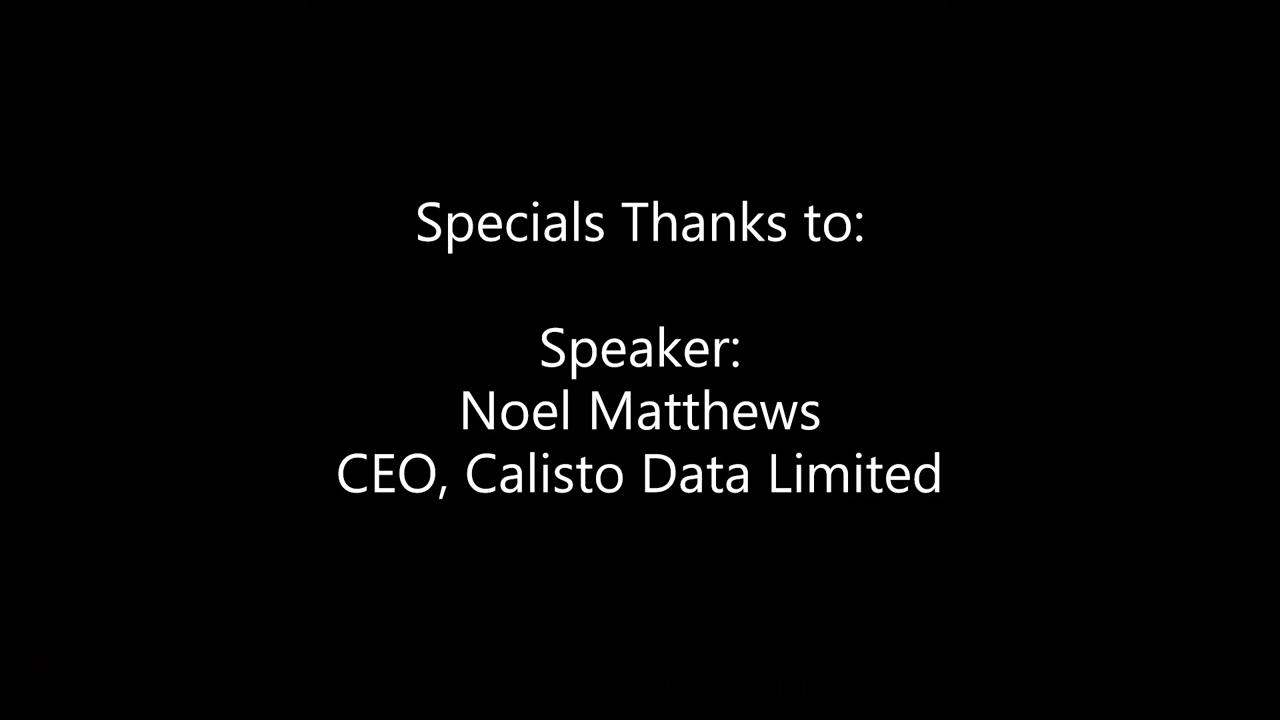 Specials Thanks to:
Speaker:
Noel Matthews
CEO, Calisto Data Limited